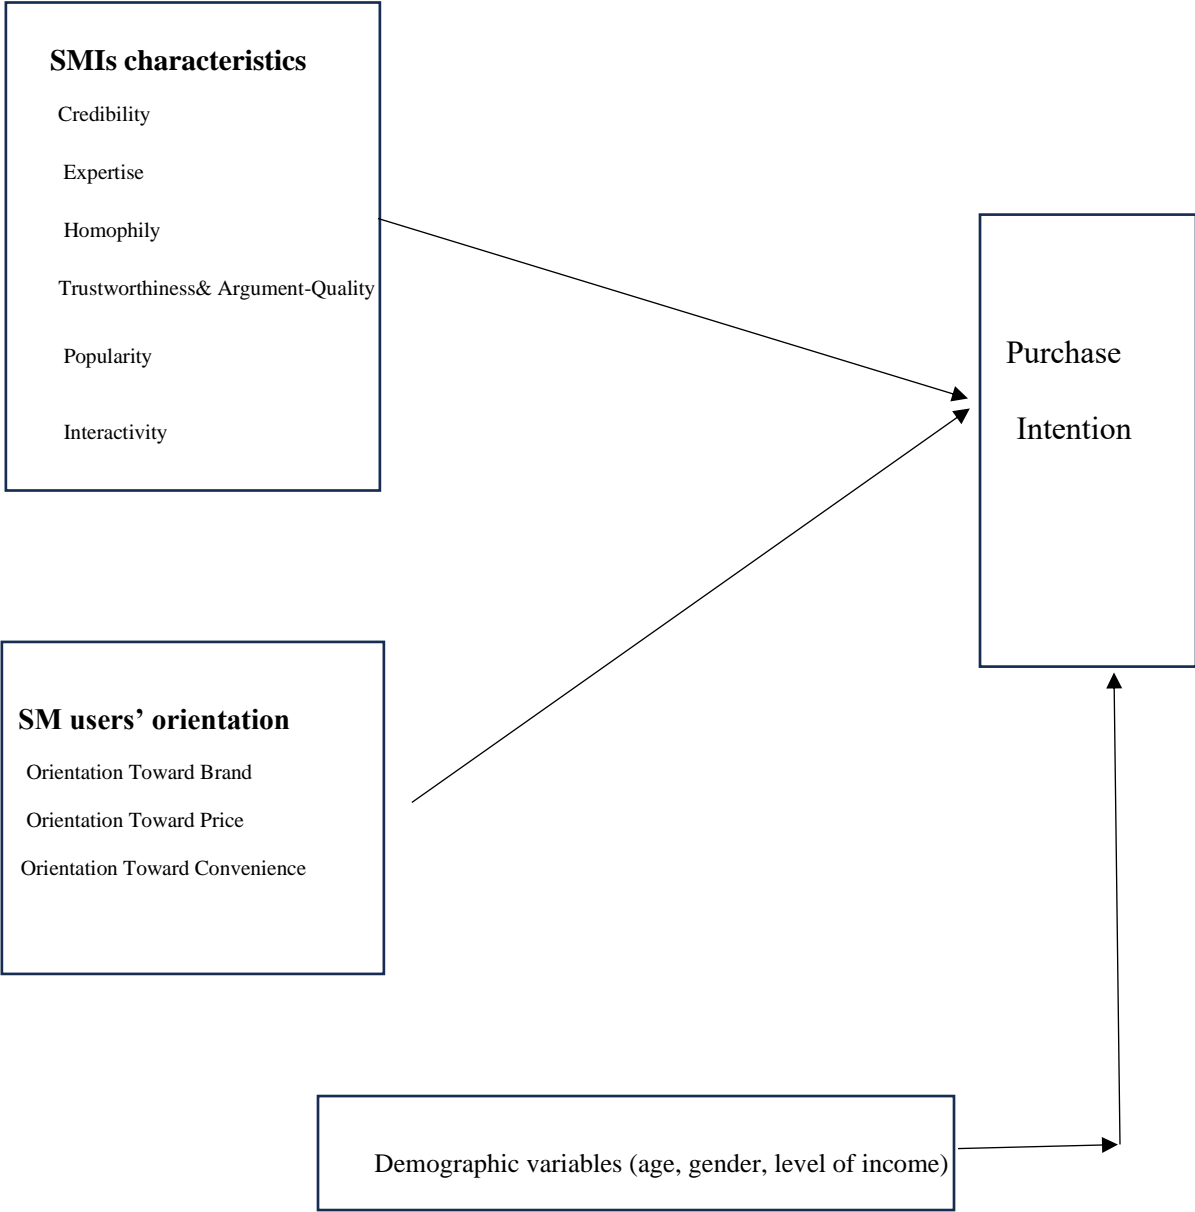 SMIs characteristics
Credibility
Expertise
Homophily
Trustworthiness& Argument-Quality
Popularity
Interactivity
Purchase
Intention
SM users’ orientation
Orientation Toward Brand
Orientation Toward Price
Orientation Toward Convenience
Demographic variables (age, gender, level of income)